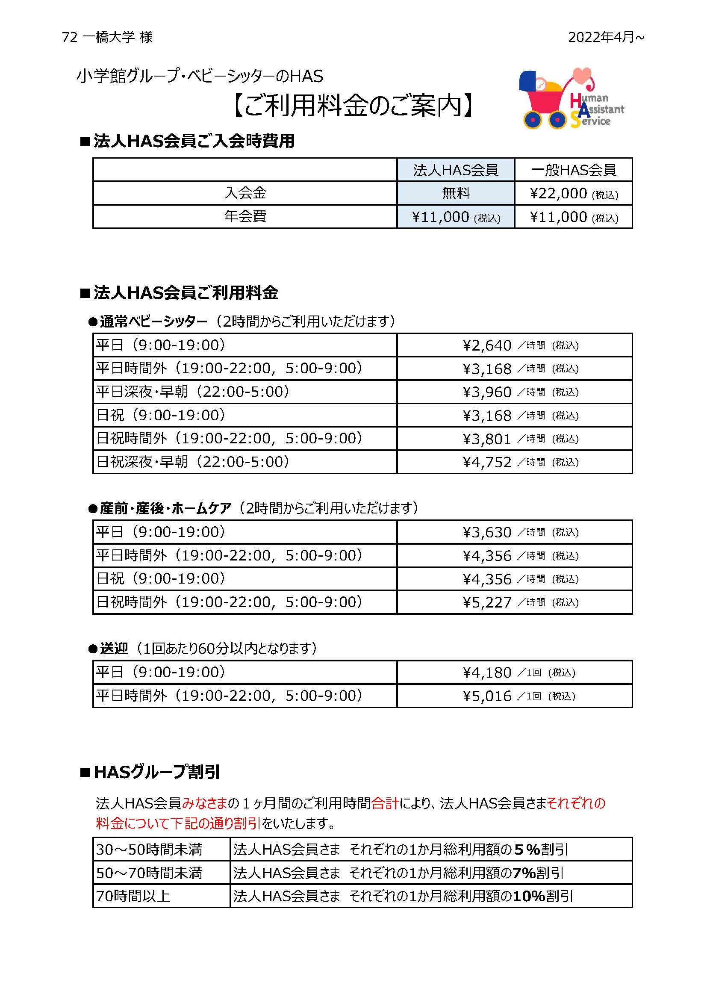 72 一橋大学 様
2022年4月~
小学館グループ・ベビーシッターのHAS
【ご利用料金のご案内】
Human
Assistant
Service
■法人HAS会員ご入会時費用
法人HAS会員 一般HAS会員
入会金 無料 ¥22,000 (税込)
年会費 ¥11,000 (税込) ¥11,000 (税込)
■法人HAS会員ご利用料金
●通常ベビーシッター（2時間からご利用いただけます）
平日（9:00-19:00） ¥2,640 ／時間 (税込)
平日時間外（19:00-22:00，5:00-9:00） ¥3,168 ／時間 (税込)
平日深夜・早朝（22:00-5:00） ¥3,960 ／時間 (税込)
日祝（9:00-19:00） ¥3,168 ／時間 (税込)
日祝時間外（19:00-22:00，5:00-9:00） ¥3,801 ／時間 (税込)
日祝深夜・早朝（22:00-5:00） ¥4,752 ／時間 (税込)
●産前・産後・ホームケア（2時間からご利用いただけます）
平日（9:00-19:00） ¥3,630 ／時間 (税込)
平日時間外（19:00-22:00，5:00-9:00） ¥4,356 ／時間 (税込)
日祝（9:00-19:00） ¥4,356 ／時間 (税込)
日祝時間外（19:00-22:00，5:00-9:00） ¥5,227 ／時間 (税込)
●送迎（1回あたり60分以内となります）
平日（9:00-19:00） ¥4,180 ／1回 (税込)
平日時間外（19:00-22:00，5:00-9:00） ¥5,016 ／1回 (税込)
■HASグループ割引
法人HAS会員みなさまの１ヶ月間のご利用時間合計により、法人HAS会員さまそれぞれの
料金について下記の通り割引をいたします。
30～50時間未満 法人HAS会員さま それぞれの1か月総利用額の５%割引
50～70時間未満 法人HAS会員さま それぞれの1か月総利用額の7%割引
70時間以上 法人HAS会員さま それぞれの1か月総利用額の10%割引